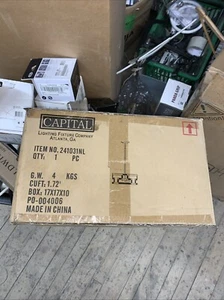 CAPITAL
LIGHTING FIXTURE COMPANY
ATLANTA, GA
ITEM NO. 241031NL
QTY: 1 PC
G.W. 4 KGS
CUFT: 1.72'
BOX: 17X17X10
PO-004006
MADE IN CHINA